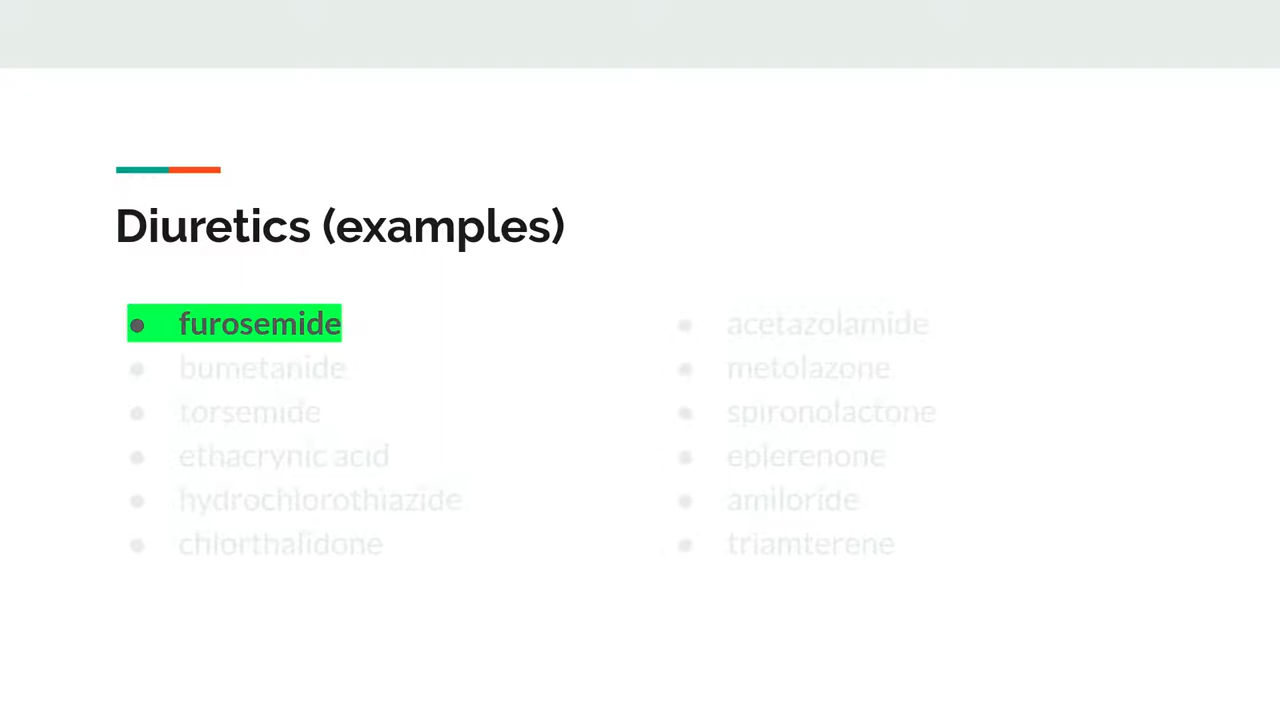 Diuretics (examples)
● furosemide
● bumetanide
● torsemide
● ethacrynic acid
● hydrochlorothiazide
● chlorthalidone
● acetazolamide
● metolazone
● spironolactone
● eplerenone
● amiloride
● triamterene